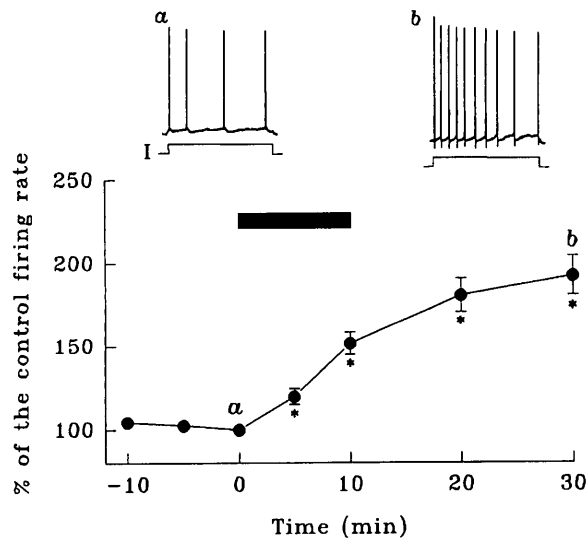 a
b
I
% of the control firing rate
250
200
150
100
a
b
*
*
*
*
-10
0
10
20
30
Time (min)